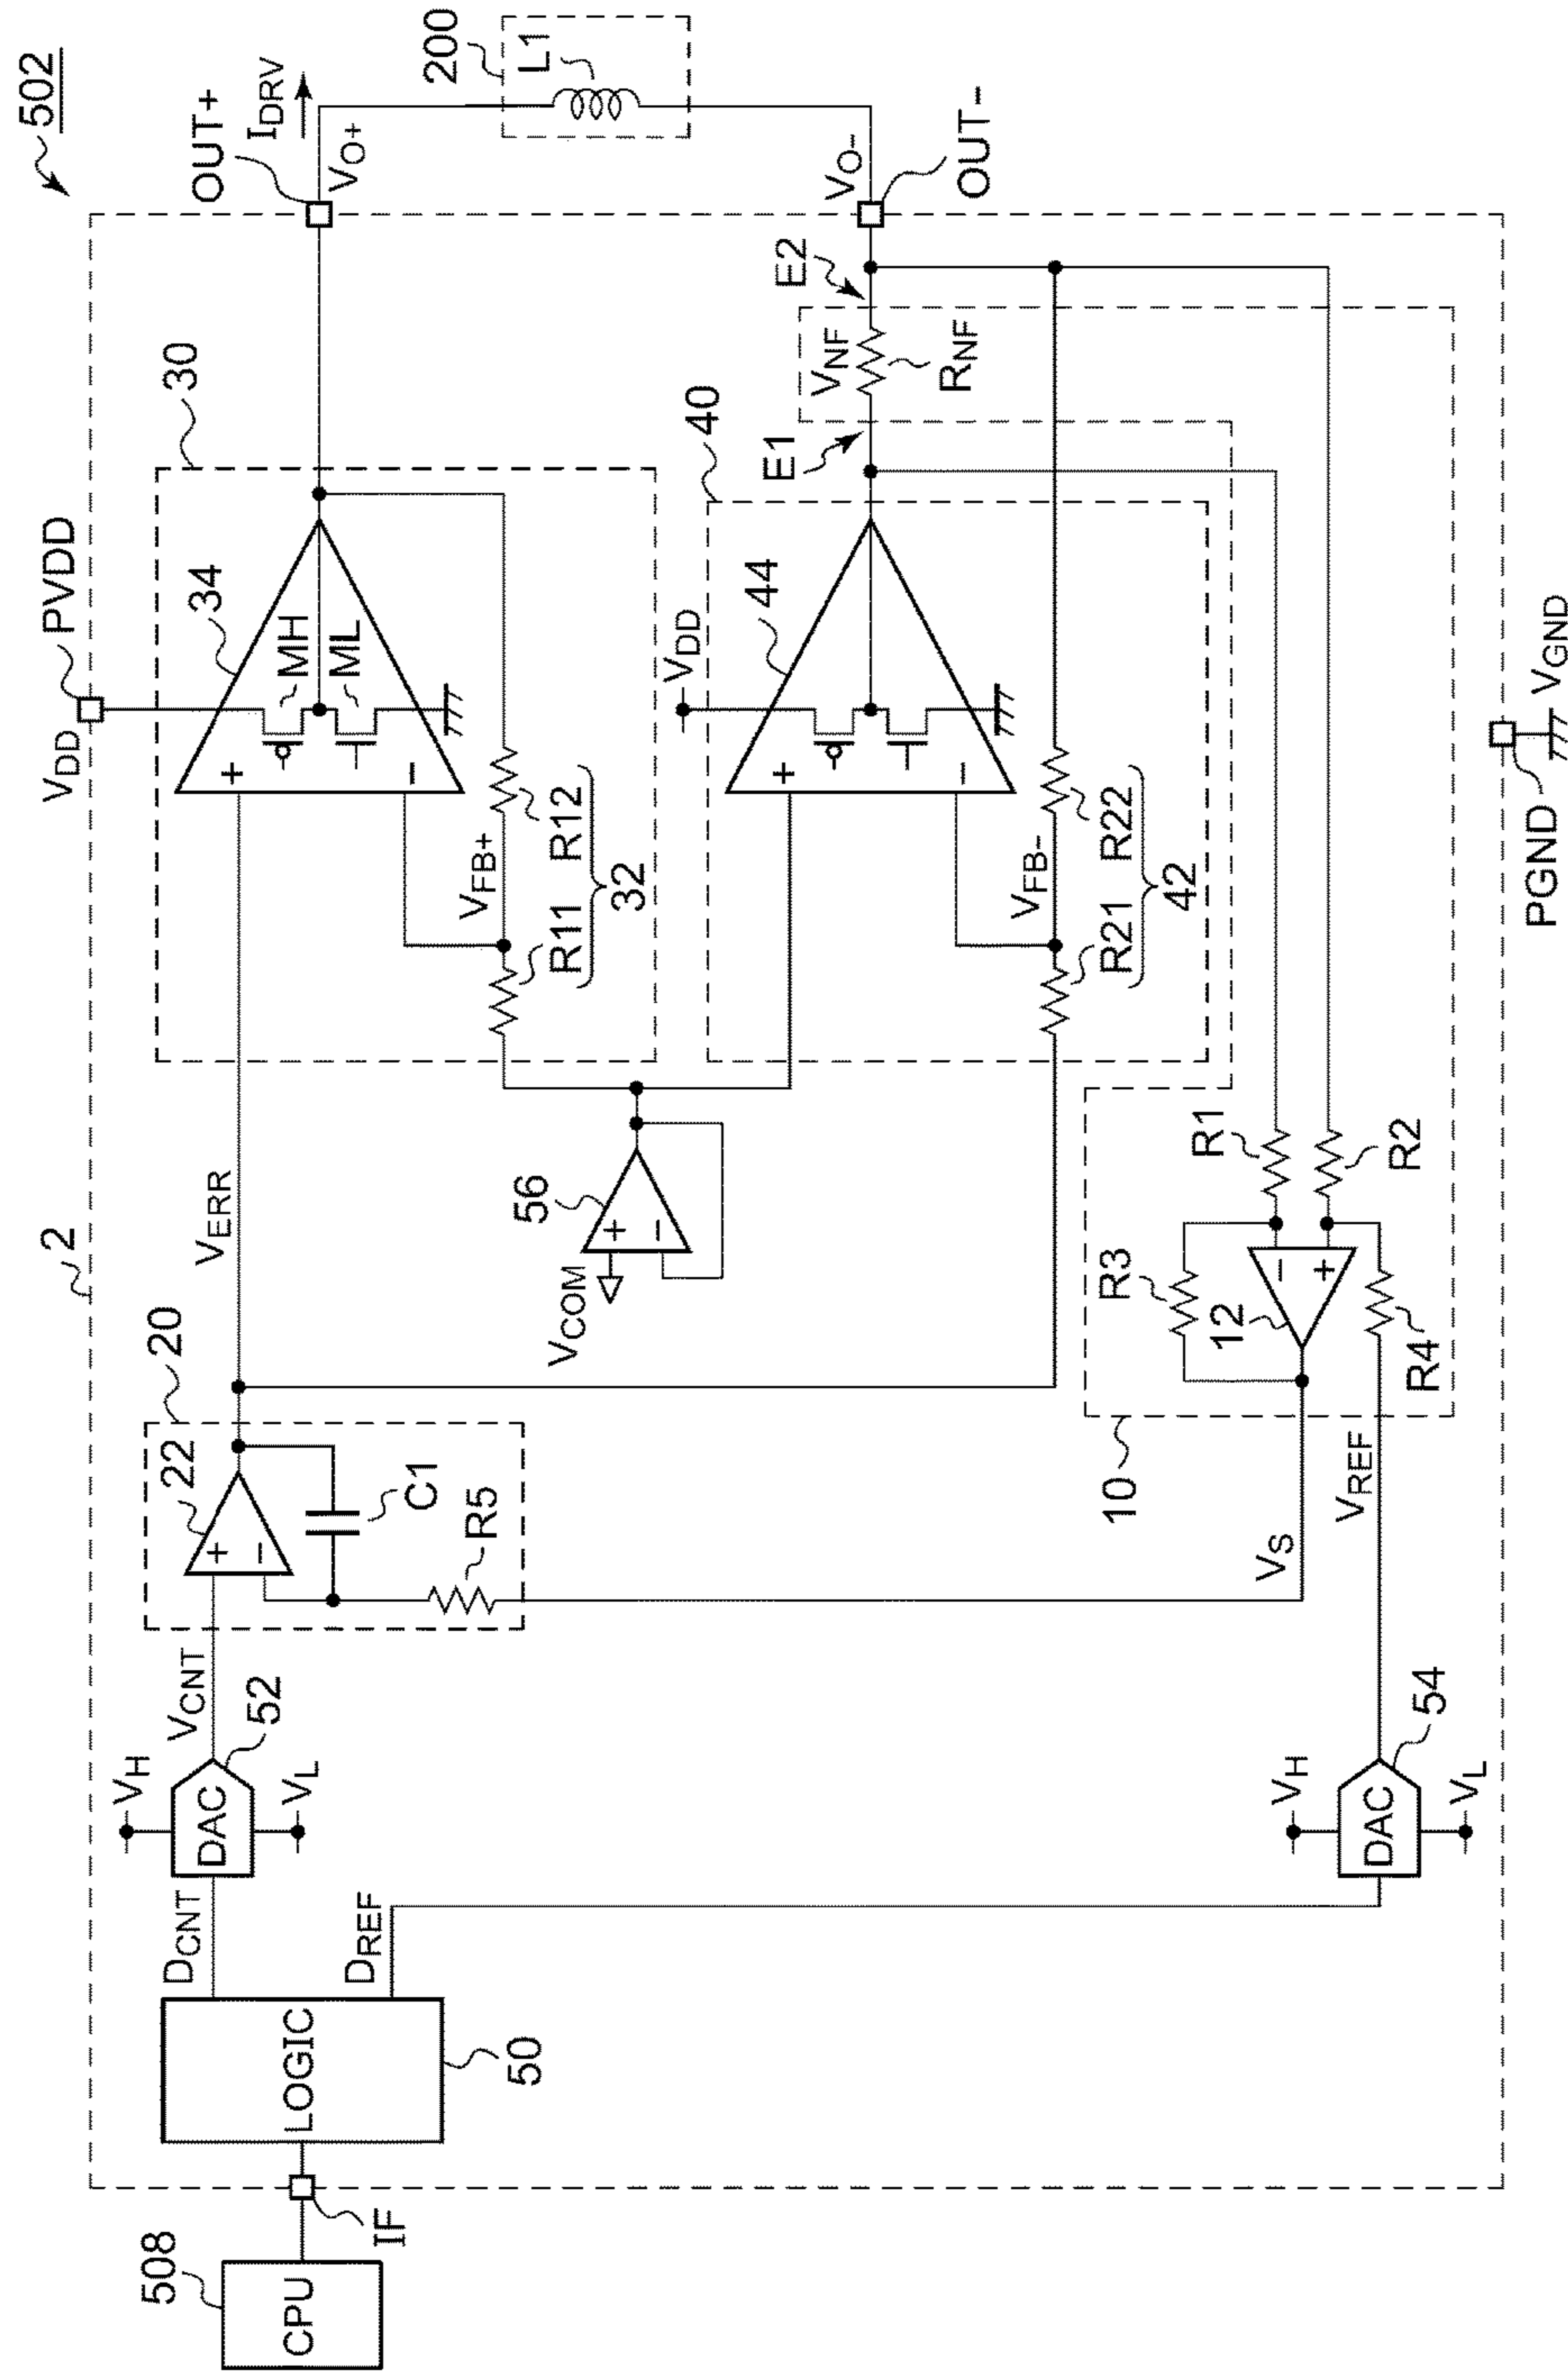 502
2
PVDD
VDD
OUT+
IDRV
VO+
200
L1
VO-
OUT-
30
34
MH
ML
+
-
VFB+
R11
R12
32
VERR
20
22
+
-
C1
R5
VCNT
52
VH
DAC
VL
DCNT
DREF
LOGIC
50
IF
508
CPU
56
+
-
VCOM
40
VDD
44
+
-
VFB-
R21
R22
42
E1
E2
VNF
RNF
R1
R2
R3
-
+
12
R4
10
VS
VREF
VH
DAC
VL
54
PGND
VGND